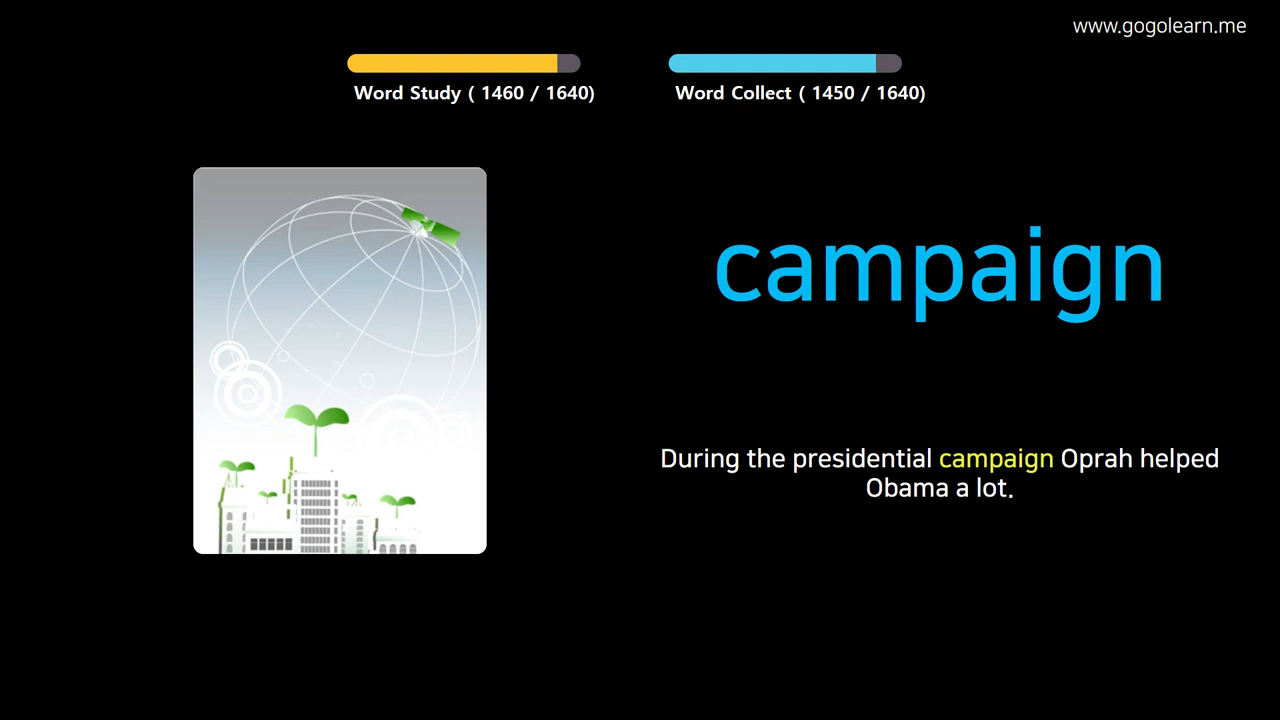 www.gogolearn.me
Word Study ( 1460 / 1640)
Word Collect ( 1450 / 1640)
campaign
During the presidential campaign Oprah helped
Obama a lot.